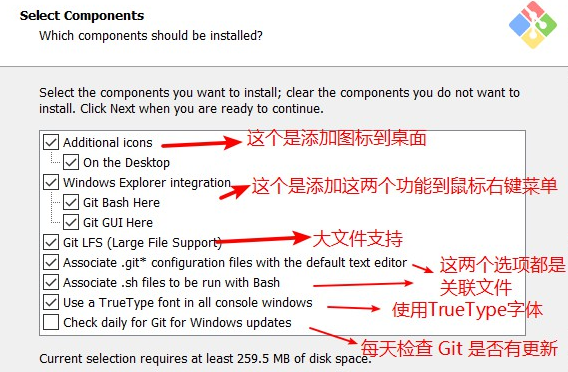 Select Components
Which components should be installed?
Select the components you want to install; clear the components you do not want to
install. Click Next when you are ready to continue.
Additional icons
这个是添加图标到桌面
On the Desktop
Windows Explorer integration
这个是添加这两个功能到鼠标右键菜单
Git Bash Here
Git GUI Here
Git LFS (Large File Support)
大文件支持
Associate .git* configuration files with the default text editor
这两个选项都是
关联文件
Associate .sh files to be run with Bash
Use a TrueType font in all console windows
使用TrueType字体
Check daily for Git for Windows updates
每天检查 Git 是否有更新
Current selection requires at least 259.5 MB of disk space.